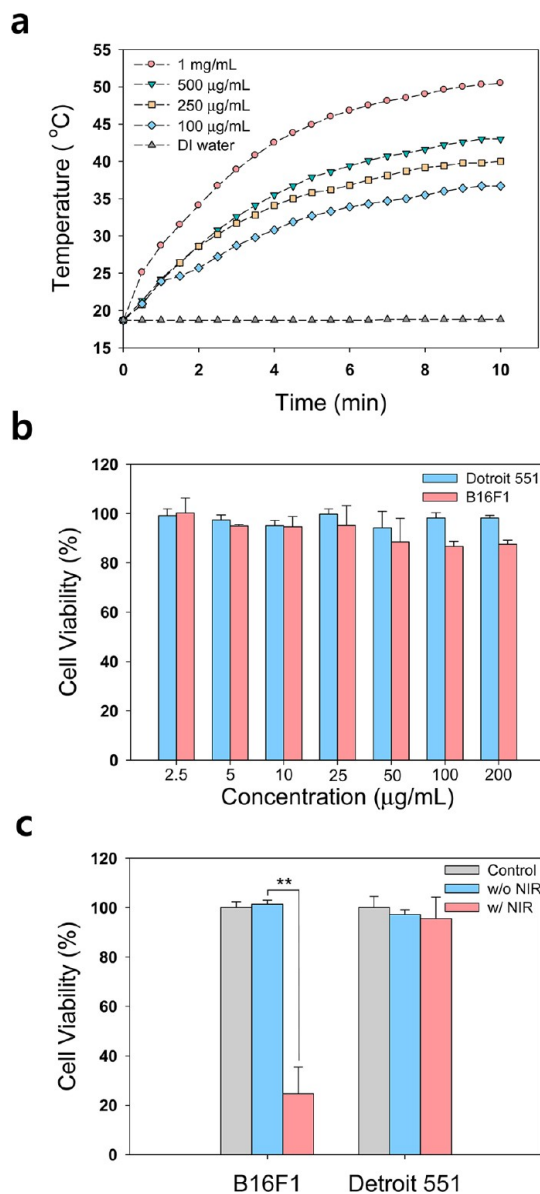 a
1 mg/mL
500 μg/mL
250 μg/mL
100 μg/mL
DI water
Temperature ( °C)
55
50
45
40
35
30
25
20
15
0 2 4 6 8 10
Time (min)
b
Dotroit 551
B16F1
Cell Viability (%)
120
100
80
60
40
20
0
2.5 5 10 25 50 100 200
Concentration (μg/mL)
c
Control
w/o NIR
w/ NIR
**
Cell Viability (%)
120
100
80
60
40
20
0
B16F1 Detroit 551